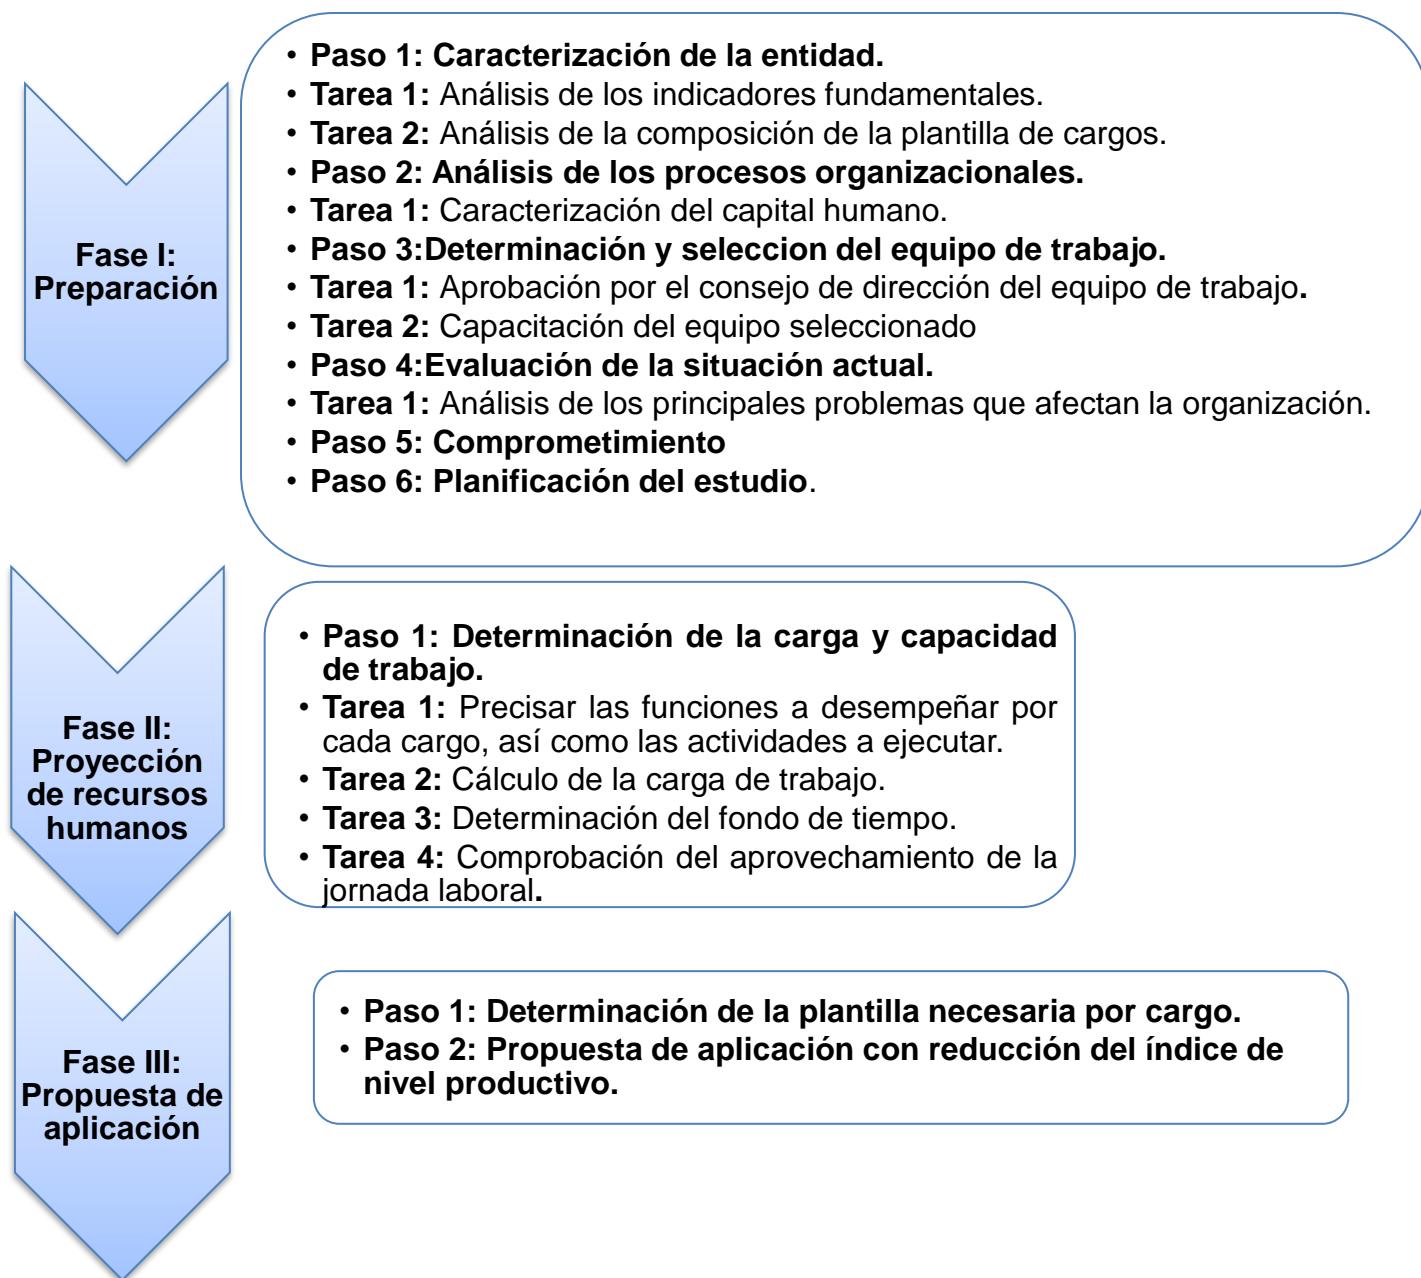 Fase I:
Preparación
• Paso 1: Caracterización de la entidad.
• Tarea 1: Análisis de los indicadores fundamentales.
• Tarea 2: Análisis de la composición de la plantilla de cargos.
• Paso 2: Análisis de los procesos organizacionales.
• Tarea 1: Caracterización del capital humano.
• Paso 3:Determinación y seleccion del equipo de trabajo.
• Tarea 1: Aprobación por el consejo de dirección del equipo de trabajo.
• Tarea 2: Capacitación del equipo seleccionado
• Paso 4:Evaluación de la situación actual.
• Tarea 1: Análisis de los principales problemas que afectan la organización.
• Paso 5: Comprometimiento
• Paso 6: Planificación del estudio.
Fase II:
Proyección
de recursos
humanos
• Paso 1: Determinación de la carga y capacidad
de trabajo.
• Tarea 1: Precisar las funciones a desempeñar por
cada cargo, así como las actividades a ejecutar.
• Tarea 2: Cálculo de la carga de trabajo.
• Tarea 3: Determinación del fondo de tiempo.
• Tarea 4: Comprobación del aprovechamiento de la
jornada laboral.
Fase III:
Propuesta de
aplicación
• Paso 1: Determinación de la plantilla necesaria por cargo.
• Paso 2: Propuesta de aplicación con reducción del índice de
nivel productivo.